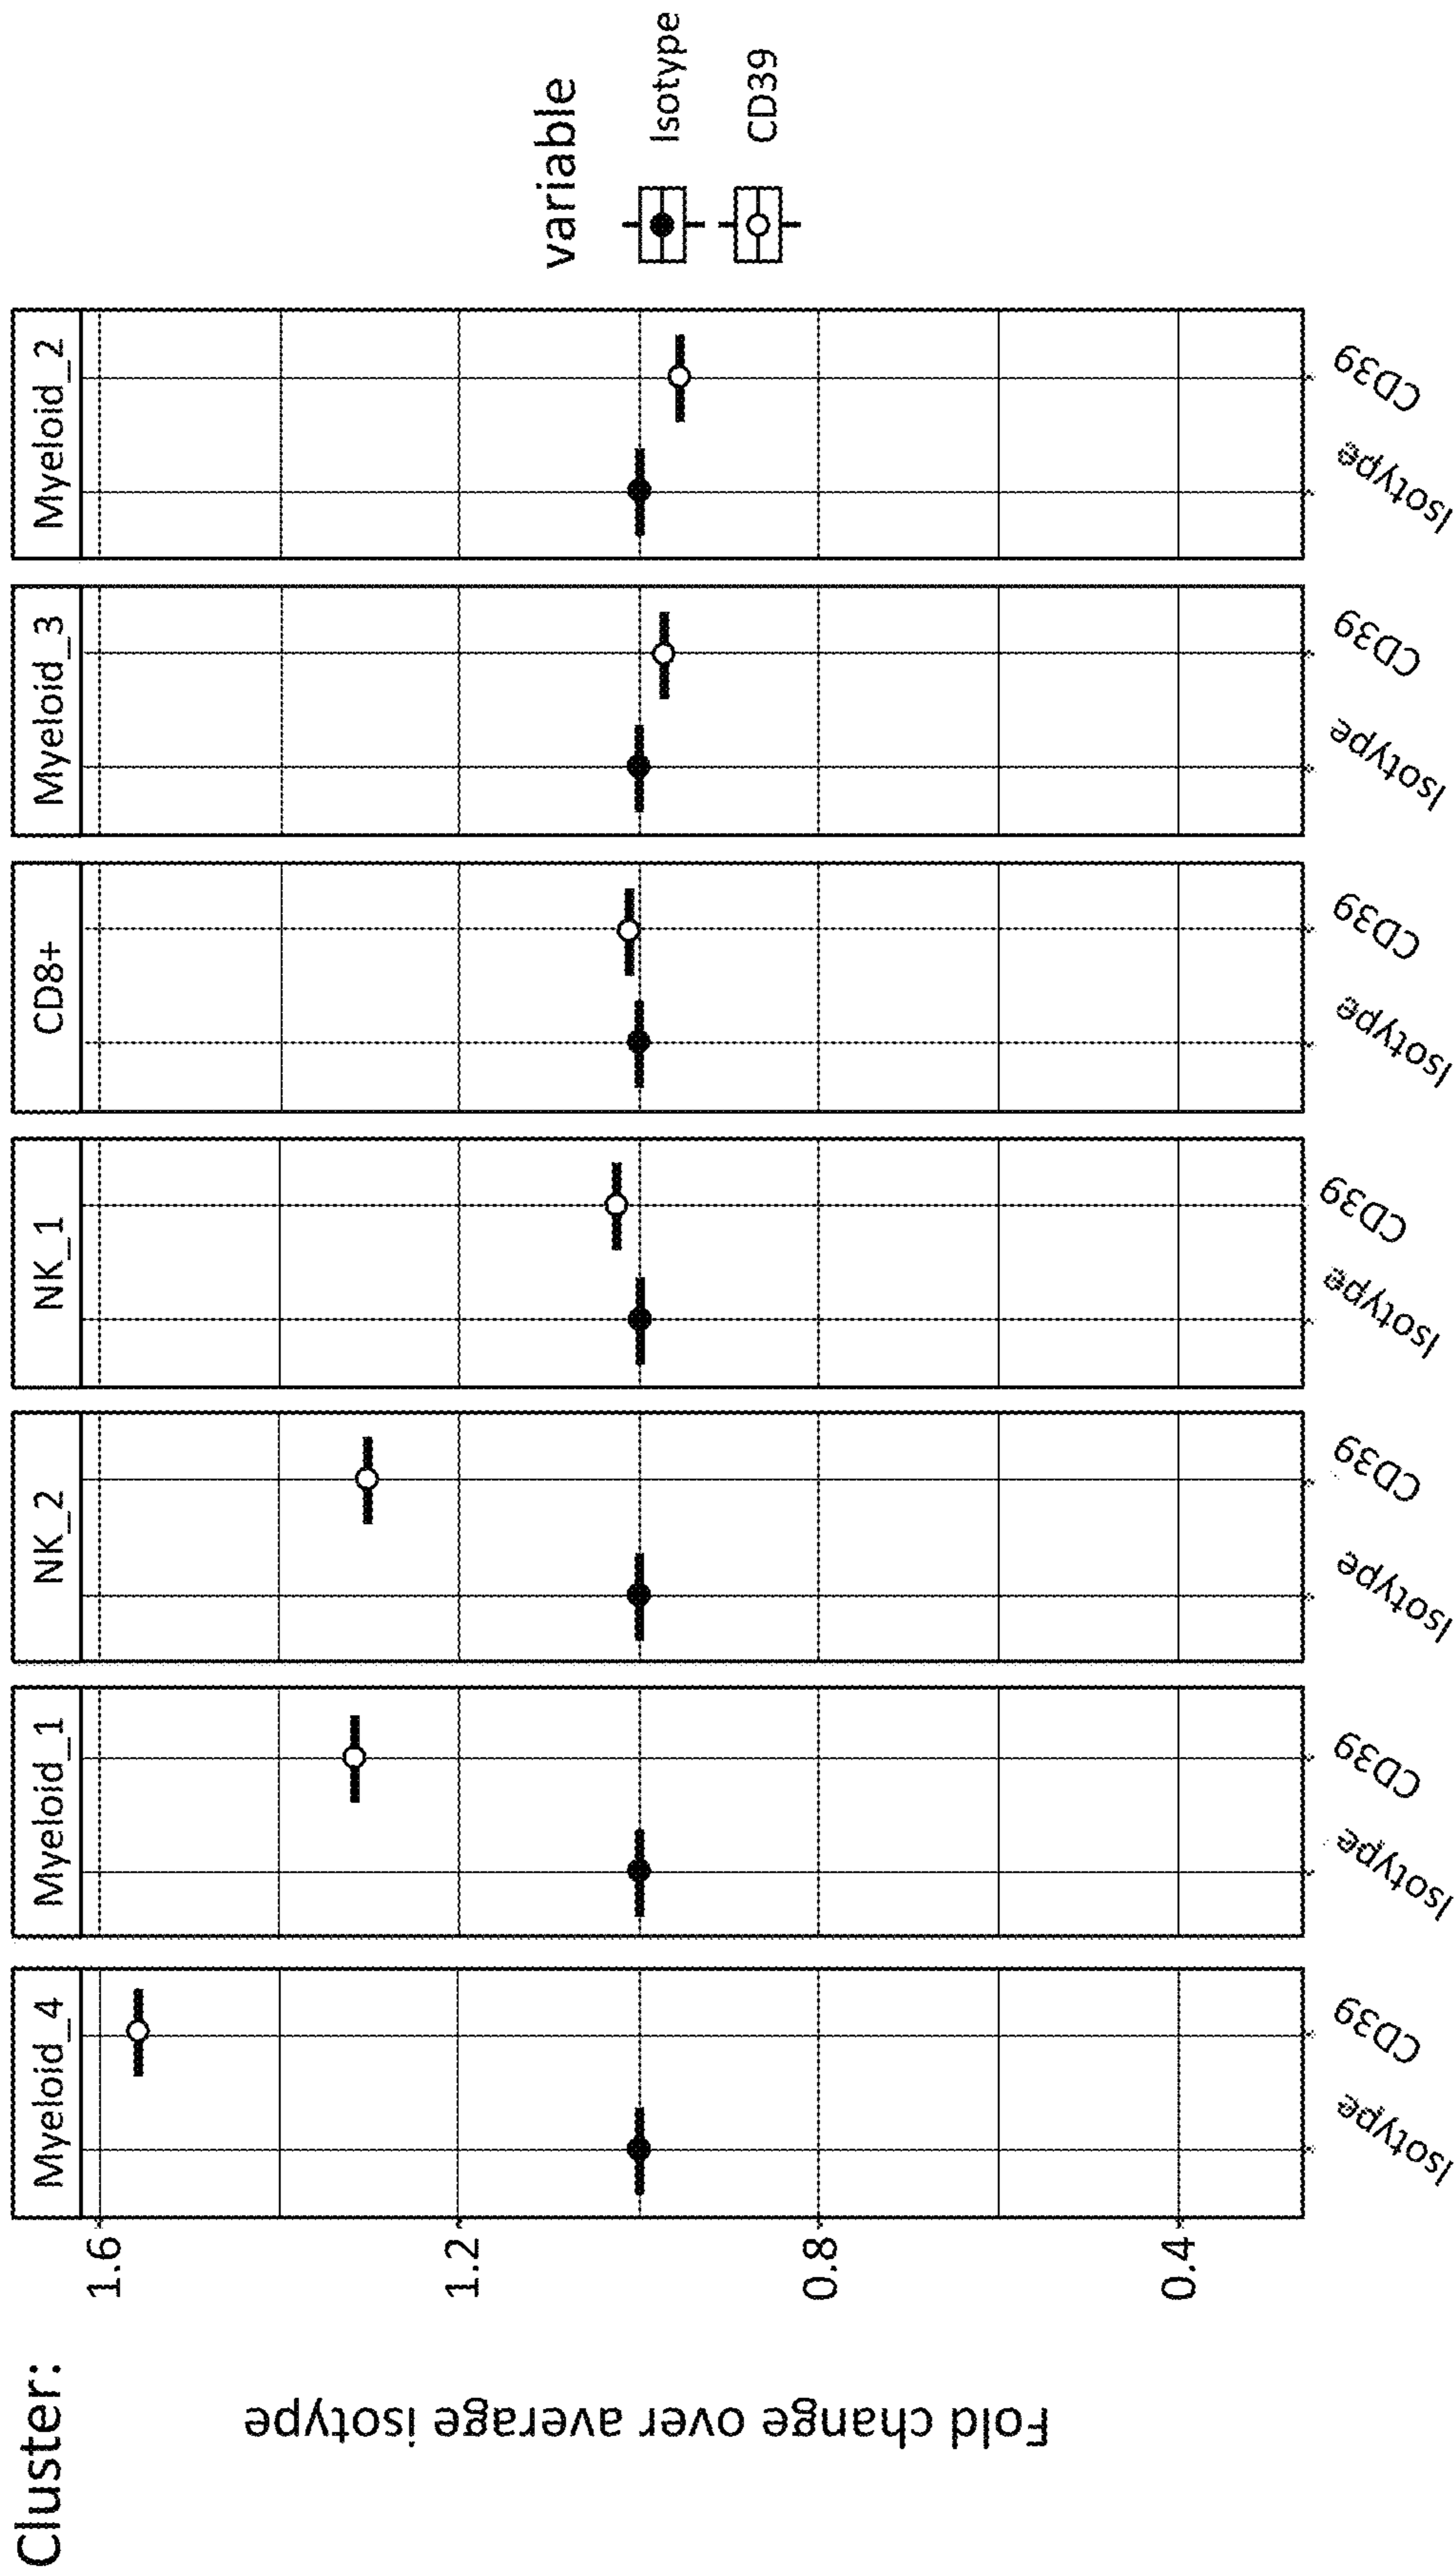 Cluster:
Myeloid_4
Myeloid_1
NK_2
NK_1
CD8+
Myeloid_3
Myeloid_2
Fold change over average isotype
1.6
1.2
0.8
0.4
Isotype
CD39
Isotype
CD39
Isotype
CD39
Isotype
CD39
Isotype
CD39
Isotype
CD39
Isotype
CD39
variable
Isotype
CD39